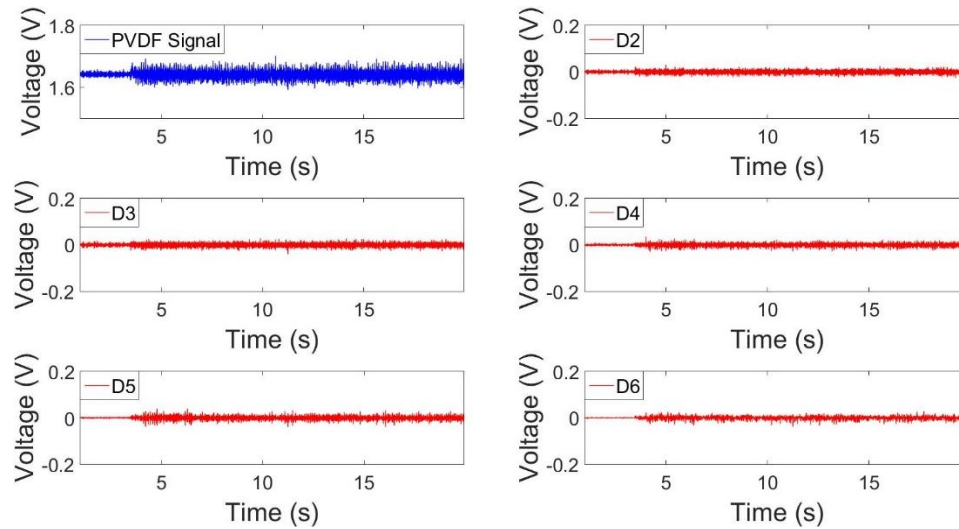 Voltage (V)
1.8
1.6
PVDF Signal
5
10
15
Time (s)
Voltage (V)
0.2
0
-0.2
D2
5
10
15
Time (s)
Voltage (V)
0.2
0
-0.2
D3
5
10
15
Time (s)
Voltage (V)
0.2
0
-0.2
D4
5
10
15
Time (s)
Voltage (V)
0.2
0
-0.2
D5
5
10
15
Time (s)
Voltage (V)
0.2
0
-0.2
D6
5
10
15
Time (s)